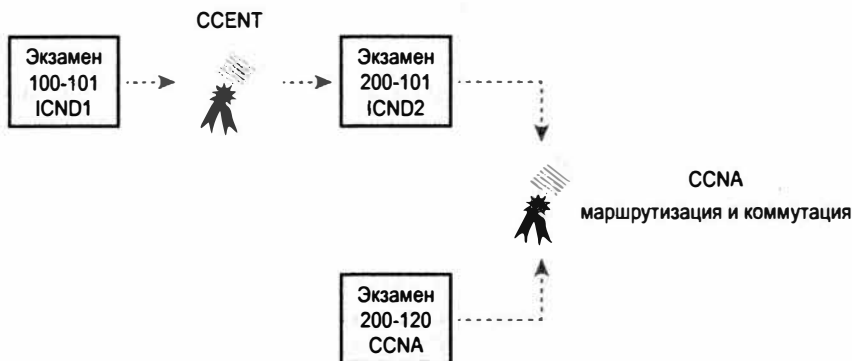 CCENT
Экзамен
100-101
ICND1
Экзамен
200-101
ICND2
CCNA
маршрутизация и коммутация
Экзамен
200-120
CCNA